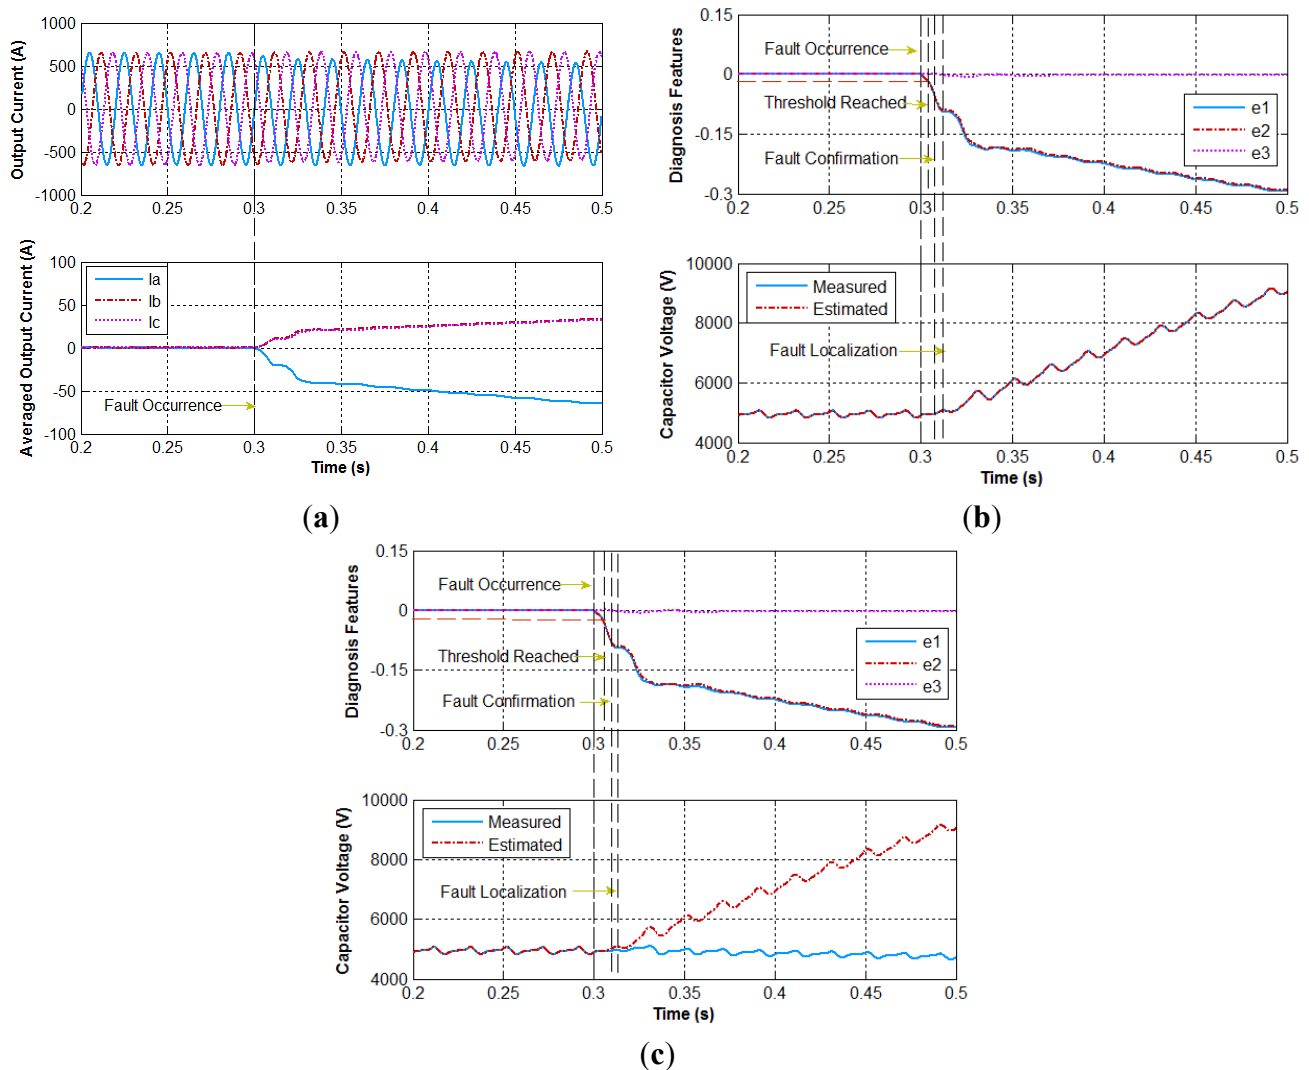 Output Current (A)
1000
500
0
-500
-1000
0.2 0.25 0.3 0.35 0.4 0.45 0.5
Averaged Output Current (A)
100
50
0
-50
-100
Ia
Ib
Ic
Fault Occurrence
0.2 0.25 0.3 0.35 0.4 0.45 0.5
Time (s)
(a)
Diagnosis Features
0.15
0
-0.15
-0.3
Fault Occurrence
Threshold Reached
Fault Confirmation
e1
e2
e3
0.2 0.25 0.3 0.35 0.4 0.45 0.5
Capacitor Voltage (V)
10000
8000
6000
4000
Measured
Estimated
Fault Localization
0.2 0.25 0.3 0.35 0.4 0.45 0.5
Time (s)
(b)
Diagnosis Features
0.15
0
-0.15
-0.3
Fault Occurrence
Threshold Reached
Fault Confirmation
e1
e2
e3
0.2 0.25 0.3 0.35 0.4 0.45 0.5
Capacitor Voltage (V)
10000
8000
6000
4000
Measured
Estimated
Fault Localization
0.2 0.25 0.3 0.35 0.4 0.45 0.5
Time (s)
(c)